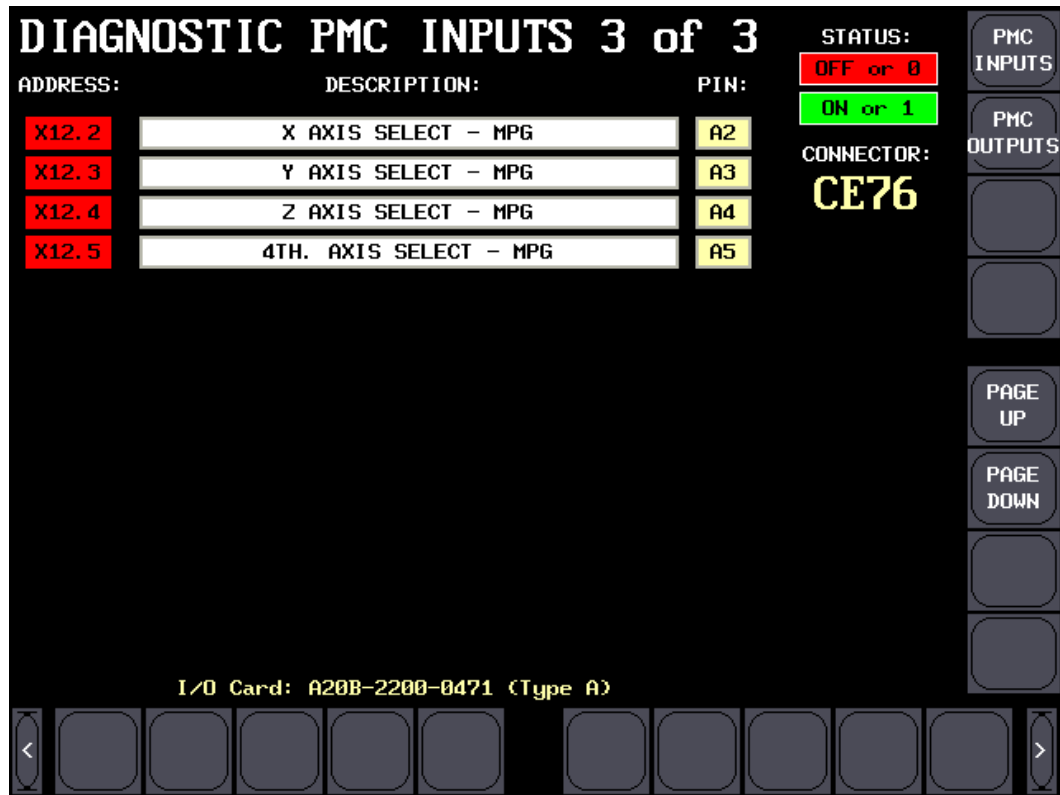 DIAGNOSTIC PMC INPUTS 3 of 3
ADDRESS: DESCRIPTION: PIN:
X12.2 X AXIS SELECT - MPG A2
X12.3 Y AXIS SELECT - MPG A3
X12.4 Z AXIS SELECT - MPG A4
X12.5 4TH. AXIS SELECT - MPG A5
STATUS:
OFF or 0
ON or 1
CONNECTOR:
CE76
PMC
INPUTS
PMC
OUTPUTS
PAGE
UP
PAGE
DOWN
I/O Card: A20B-2200-0471 (Type A)
< >